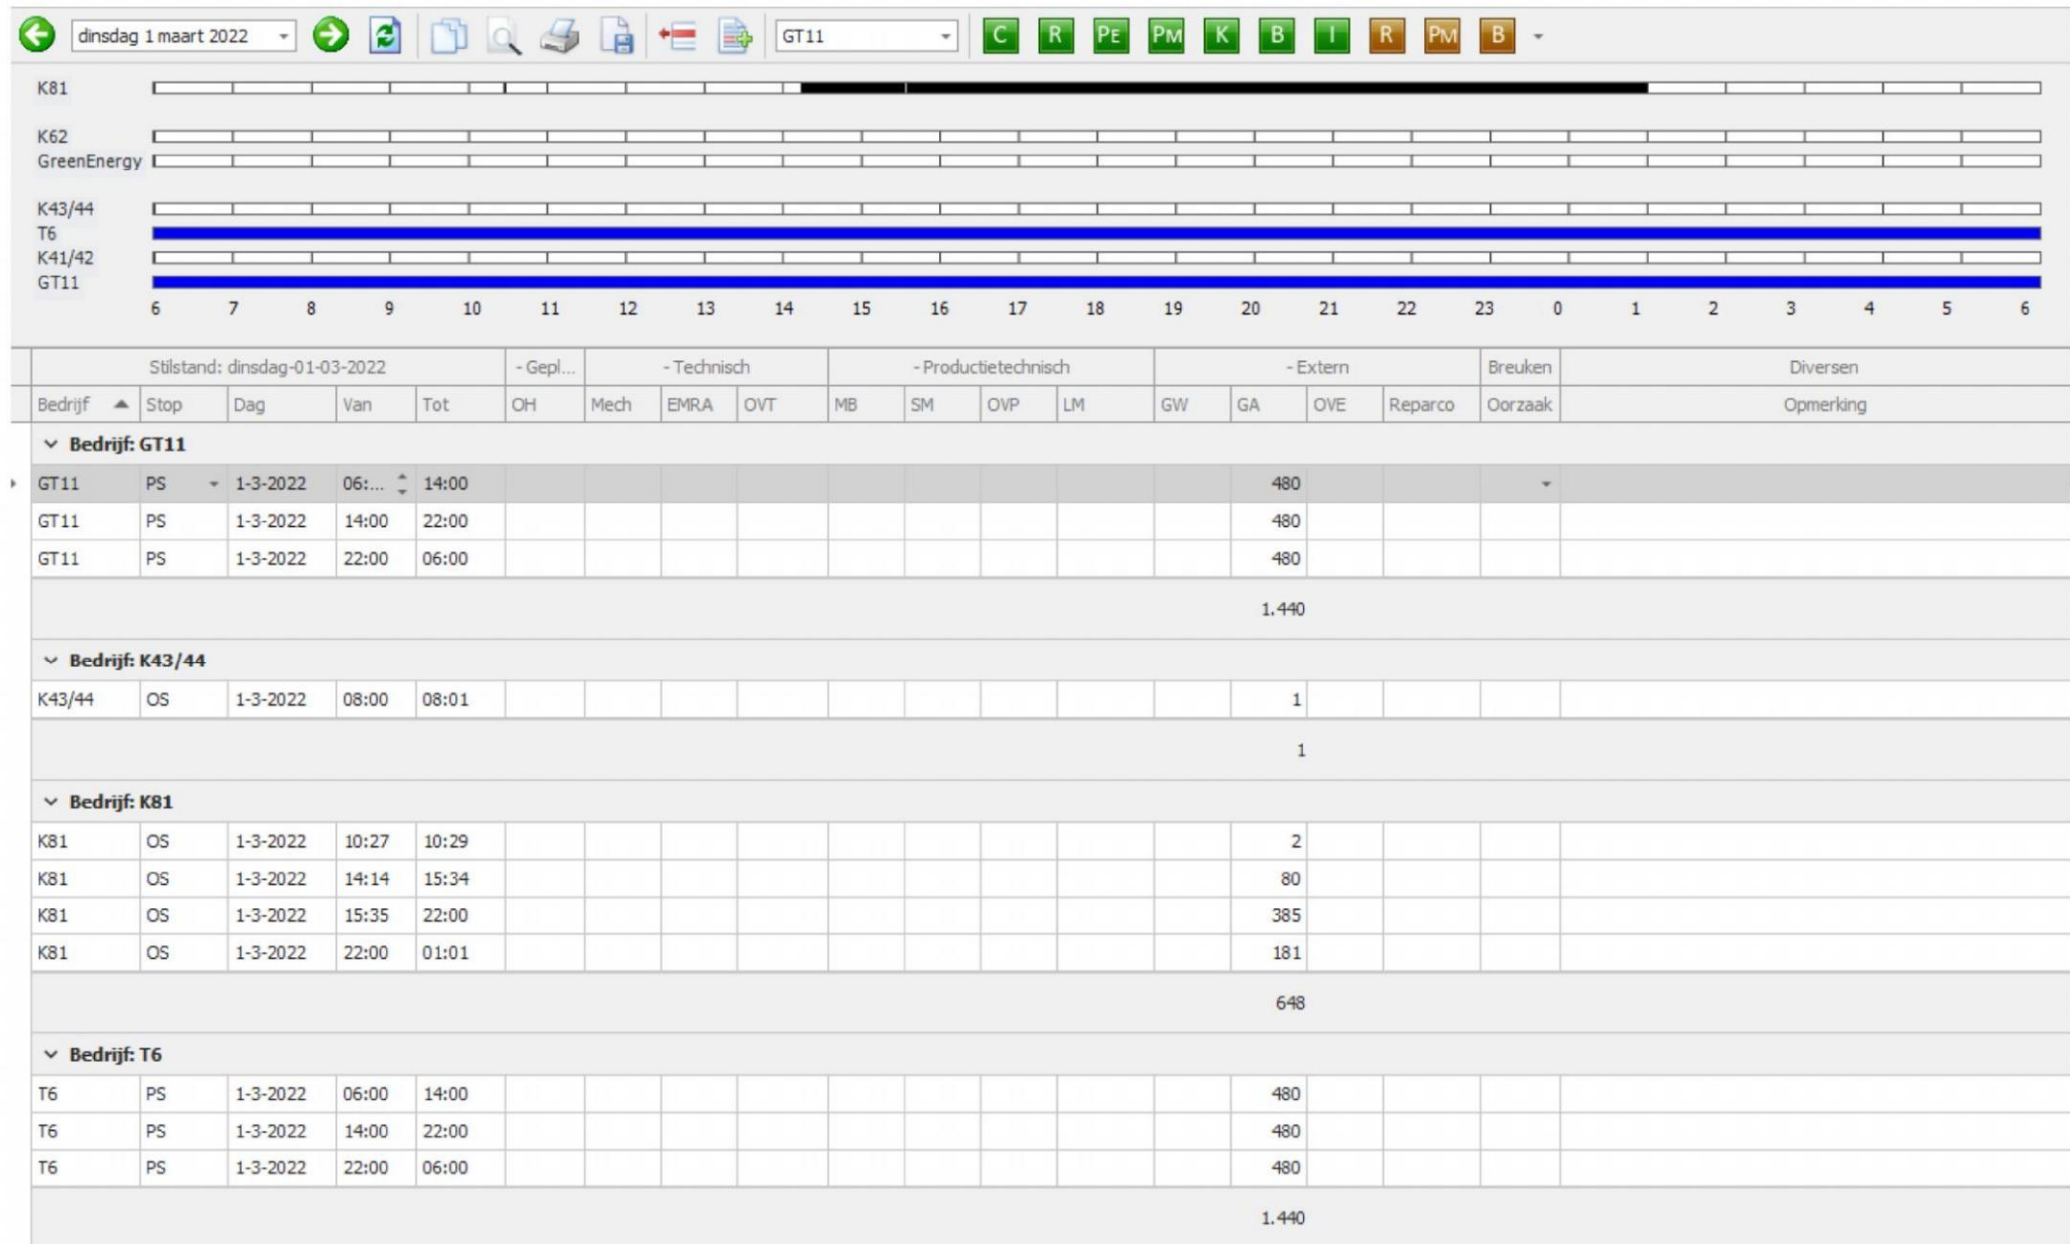 dinsdag 1 maart 2022 GT11 C R PE PM K B I R PM B
K81
K62
GreenEnergy
K43/44
T6
K41/42
GT11
6 7 8 9 10 11 12 13 14 15 16 17 18 19 20 21 22 23 0 1 2 3 4 5 6
Stilstand: dinsdag-01-03-2022 - Gepl... - Technisch - Productietechnisch - Extern Breuken Diversen
Bedrijf Stop Dag Van Tot OH Mech EMRA OVT MB SM OVP LM GW GA OVE Reparco Oorzaak Opmerking
Bedrijf: GT11
GT11 PS 1-3-2022 06:... 14:00 480
GT11 PS 1-3-2022 14:00 22:00 480
GT11 PS 1-3-2022 22:00 06:00 480
1.440
Bedrijf: K43/44
K43/44 OS 1-3-2022 08:00 08:01 1
1
Bedrijf: K81
K81 OS 1-3-2022 10:27 10:29 2
K81 OS 1-3-2022 14:14 15:34 80
K81 OS 1-3-2022 15:35 22:00 385
K81 OS 1-3-2022 22:00 01:01 181
648
Bedrijf: T6
T6 PS 1-3-2022 06:00 14:00 480
T6 PS 1-3-2022 14:00 22:00 480
T6 PS 1-3-2022 22:00 06:00 480
1.440